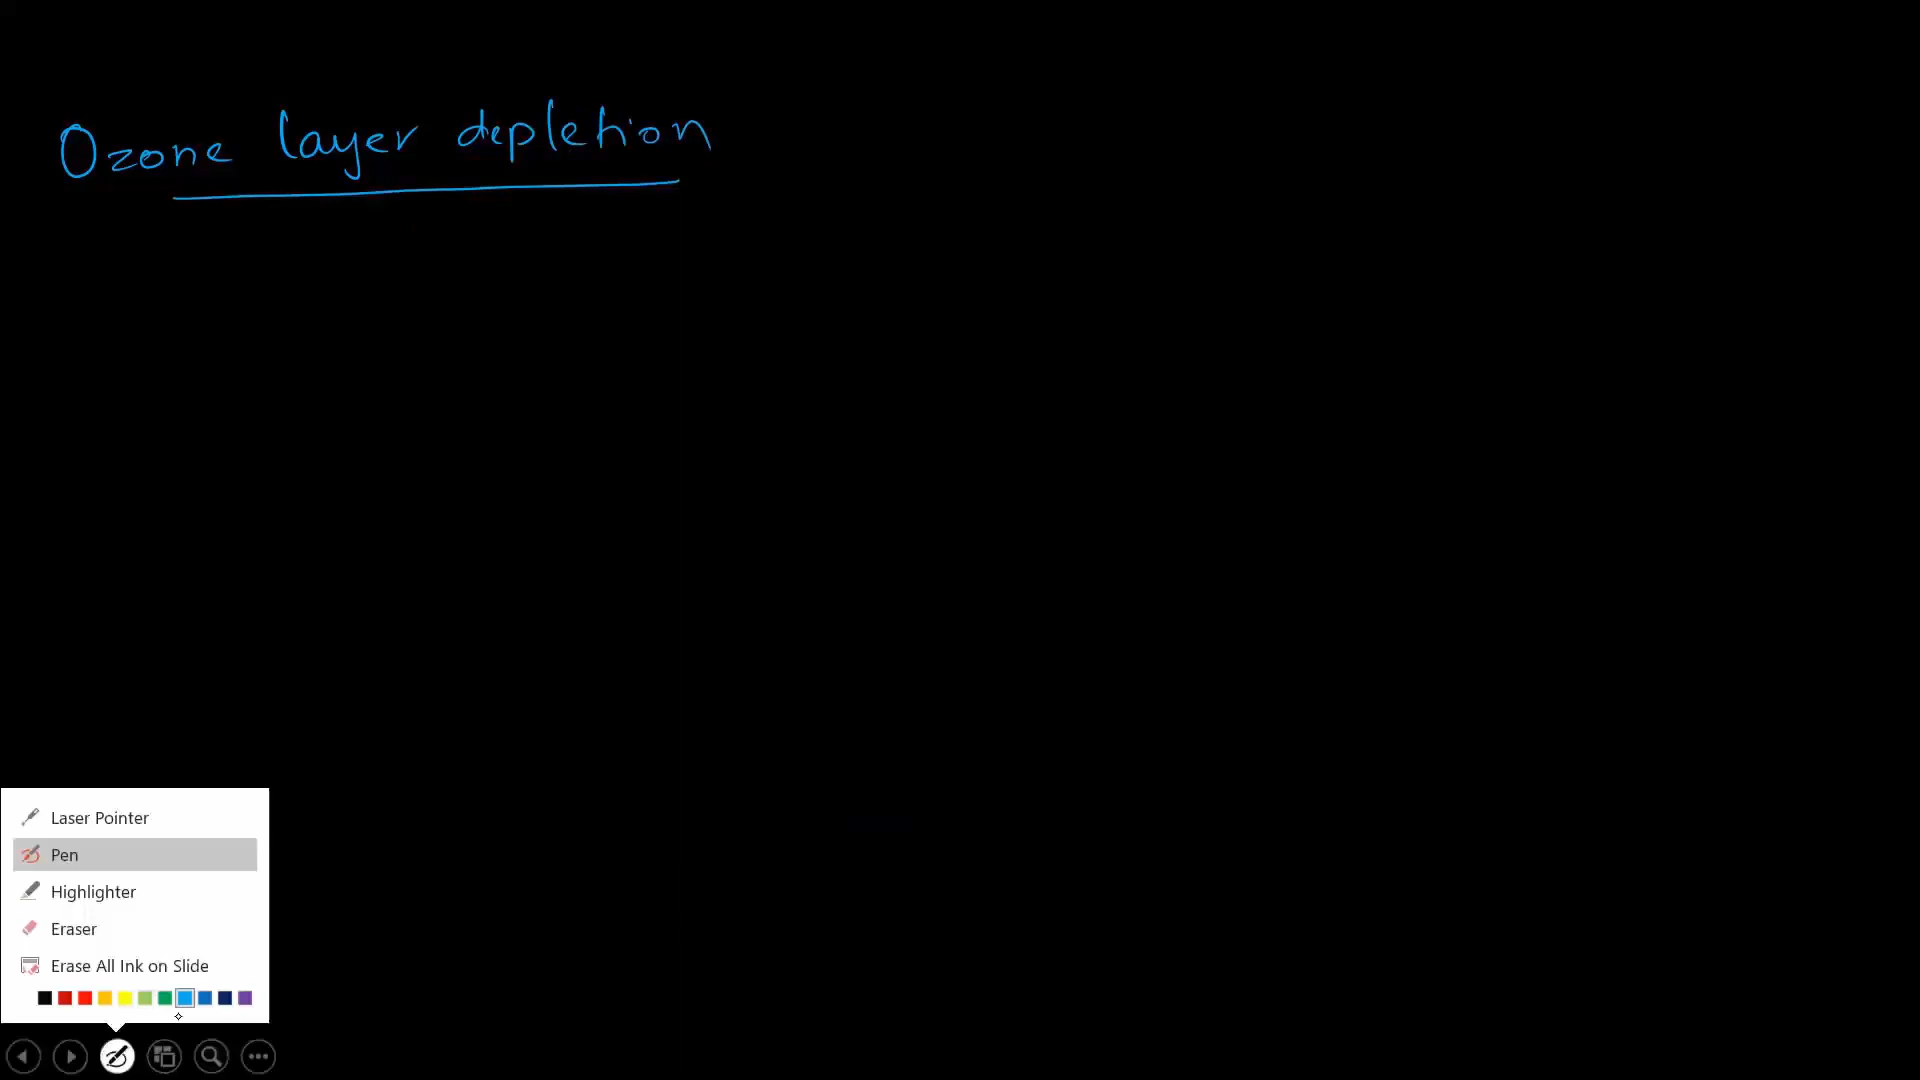 Ozone layer depletion
Laser Pointer
Pen
Highlighter
Eraser
Erase All Ink on Slide